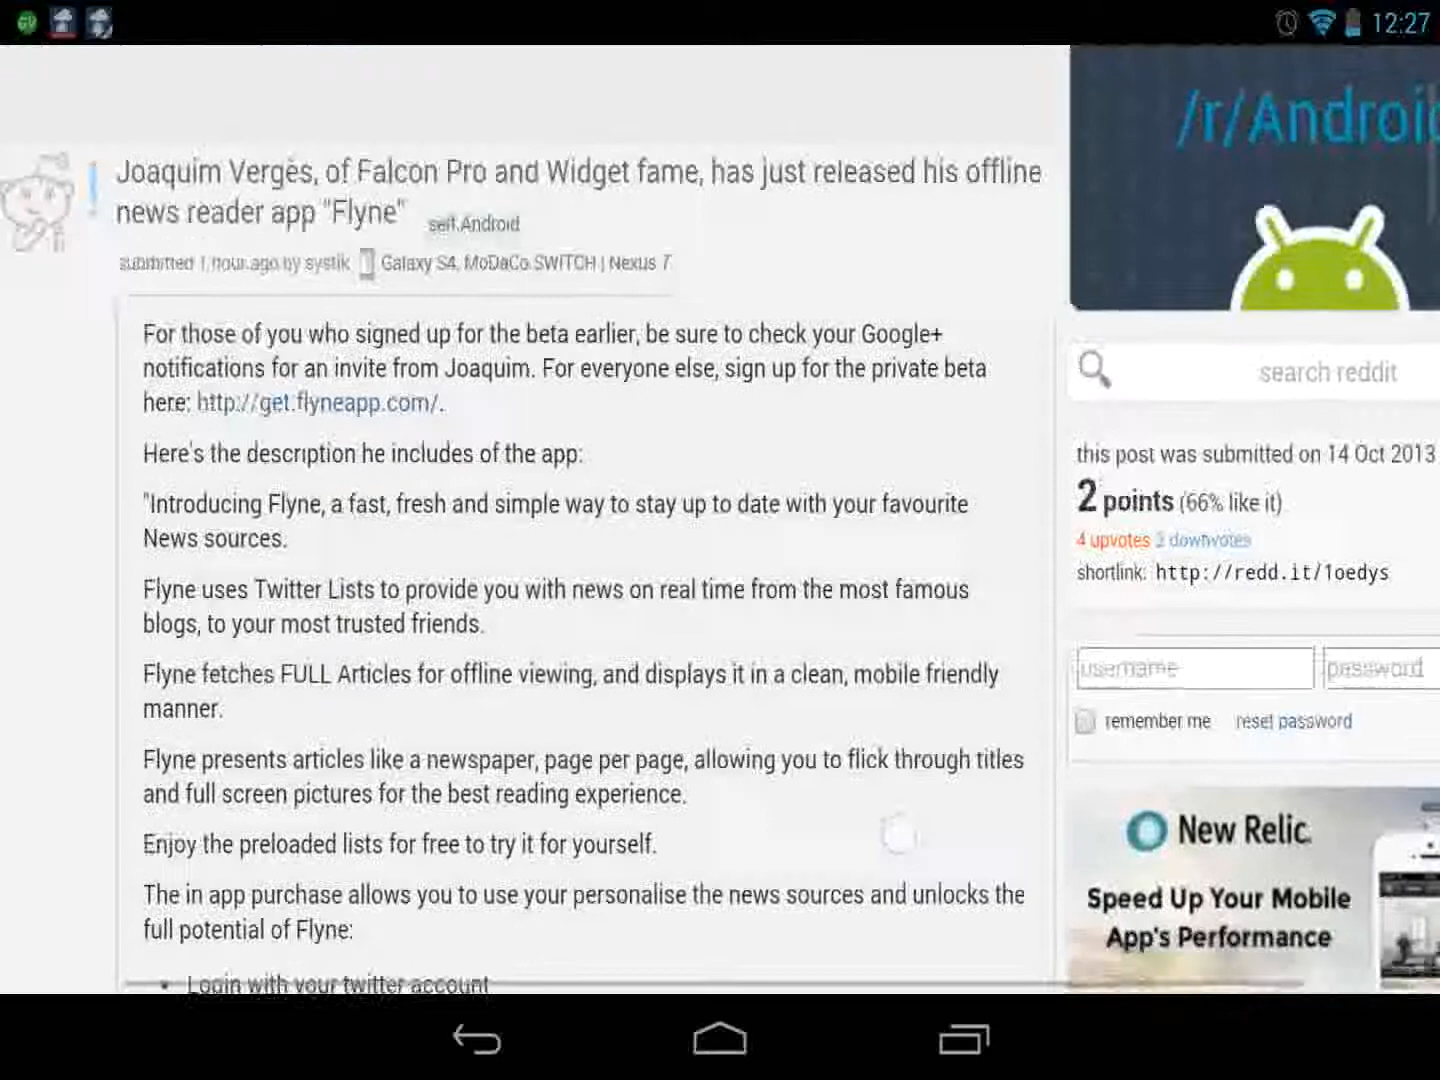 12:27
/r/Androi
Joaquim Vergès, of Falcon Pro and Widget fame, has just released his offline
news reader app "Flyne" self.Android
submitted 1 hour ago by systik Galaxy S4, MoDaCo.SWITCH | Nexus 7
For those of you who signed up for the beta earlier, be sure to check your Google+
notifications for an invite from Joaquim. For everyone else, sign up for the private beta
here: http://get.flyneapp.com/.
Here's the description he includes of the app:
"Introducing Flyne, a fast, fresh and simple way to stay up to date with your favourite
News sources.
Flyne uses Twitter Lists to provide you with news on real time from the most famous
blogs, to your most trusted friends.
Flyne fetches FULL Articles for offline viewing, and displays it in a clean, mobile friendly
manner.
Flyne presents articles like a newspaper, page per page, allowing you to flick through titles
and full screen pictures for the best reading experience.
Enjoy the preloaded lists for free to try it for yourself.
The in app purchase allows you to use your personalise the news sources and unlocks the
full potential of Flyne:
• Login with your twitter account
search reddit
this post was submitted on 14 Oct 2013
2 points (66% like it)
4 upvotes 2 downvotes
shortlink: http://redd.it/1oedys
username password
remember me reset password
New Relic.
Speed Up Your Mobile
App's Performance